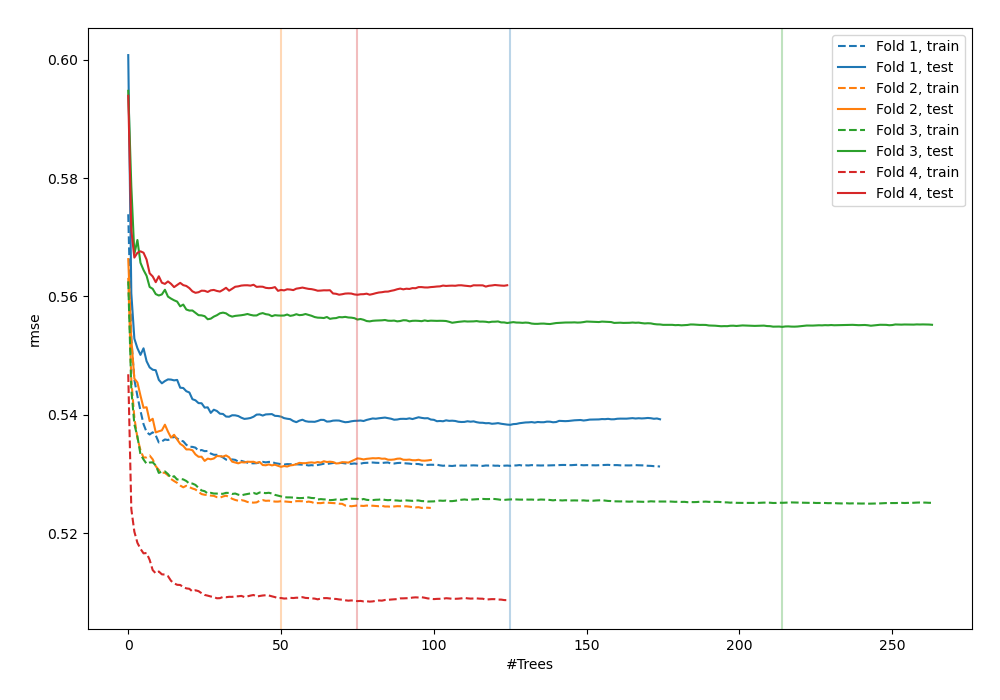 0.60
0.58
0.56
0.54
0.52
rmse
0
50
100
150
200
250
#Trees
Fold 1, train
Fold 1, test
Fold 2, train
Fold 2, test
Fold 3, train
Fold 3, test
Fold 4, train
Fold 4, test